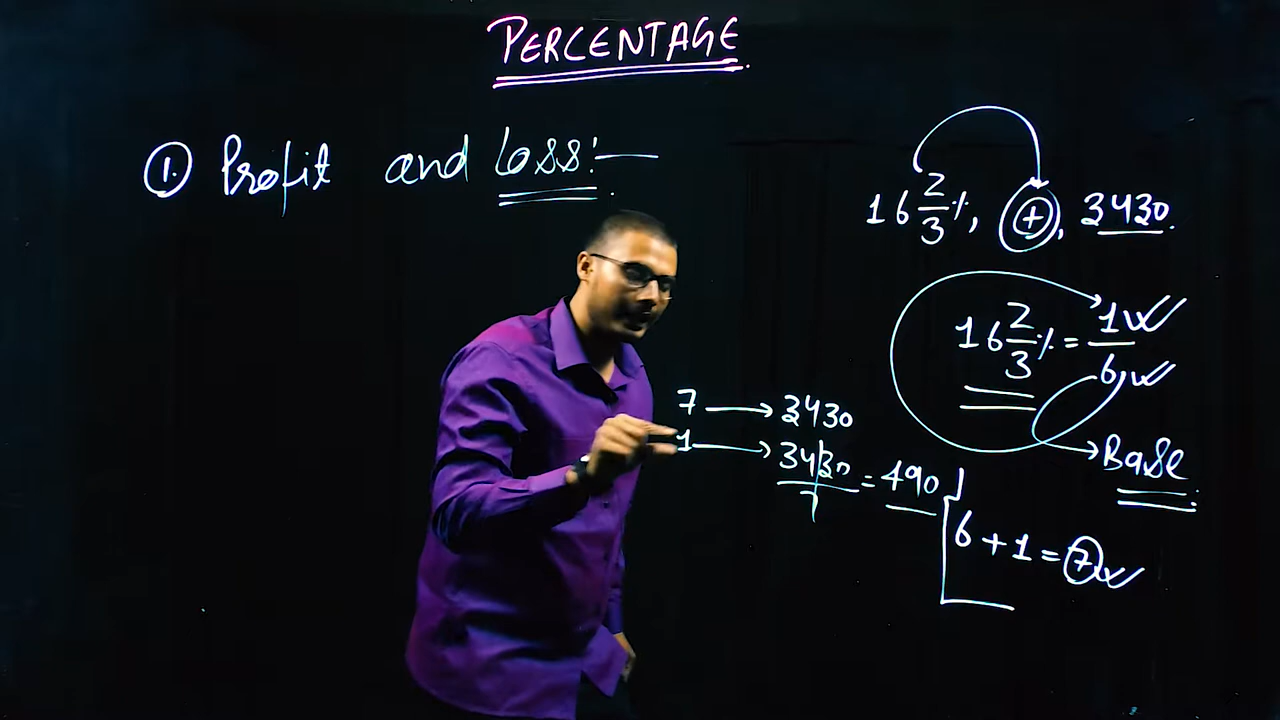 PERCENTAGE
① Profit and loss:—
16 2/3 %, +, 3430.
16 2/3 % = 1/6
Base
7 → 3430
1 → 3430/7 = 490
6 + 1 = 7